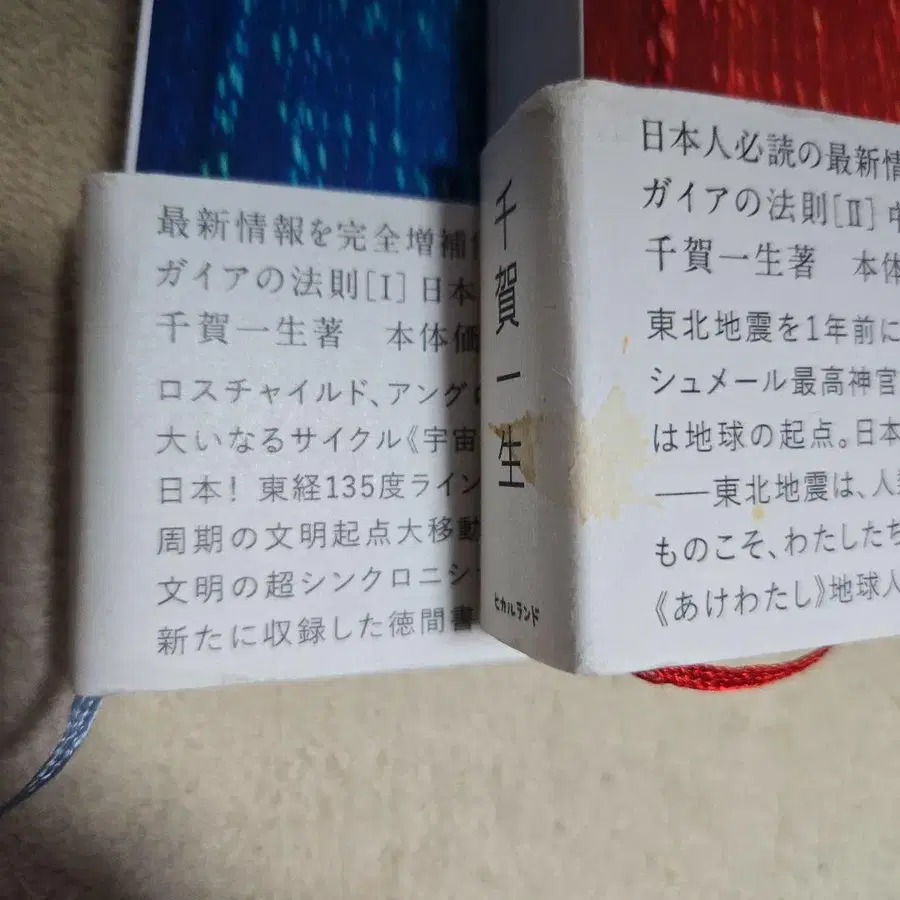 最新情報を完全増補
ガイアの法則[I] 日本
千賀一生著 本体価
ロスチャイルド、アング
大いなるサイクル《宇宙
日本! 東経135度ライン
周期の文明起点大移動
文明の超シンクロニシ
新たに収録した徳間書
千賀一生
ヒカルランド
日本人必読の最新情
ガイアの法則[II]
千賀一生著 本体
東北地震を1年前に
シュメール最高神官
は地球の起点。日本
――東北地震は、人類
ものこそ、わたしたち
《あけわたし》地球人